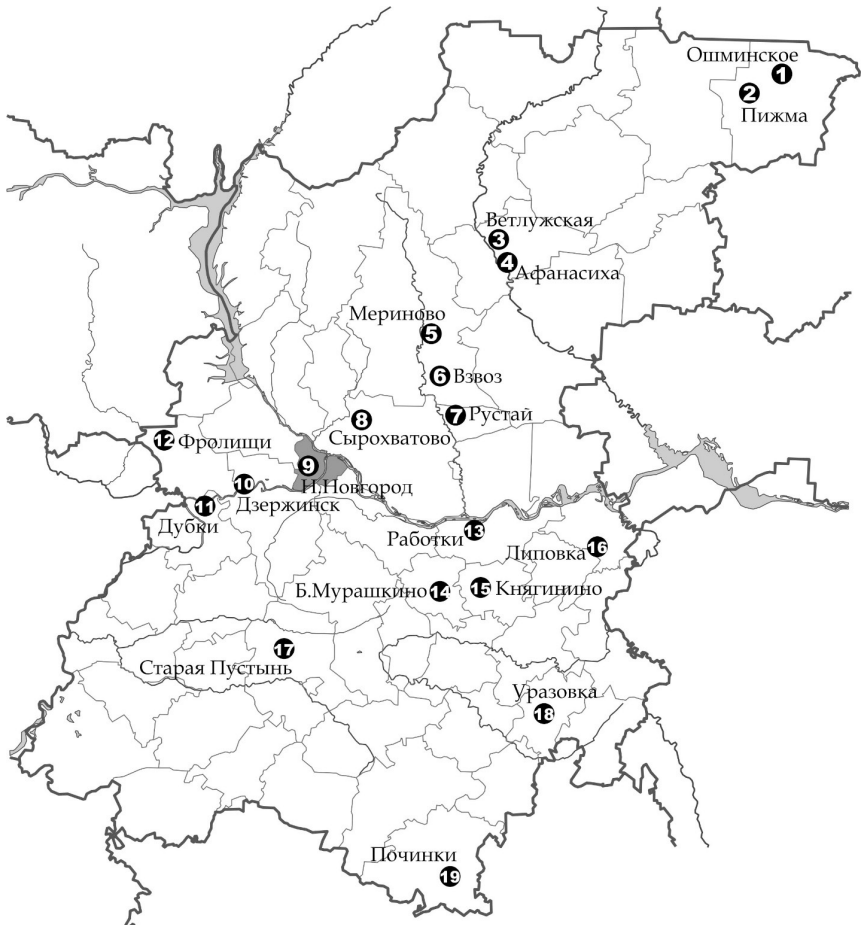 Ошминское
1
2
Пижма
Ветлужская
3
4
Афанасиха
Мериново
5
6 Взвоз
7 Рустай
8
Сырохватово
12 Фролищи
9
Н.Новгород
10
Дзержинск
11
Дубки
13
Работки
Липовка 16
Б.Мурашкино 14
15 Княгинино
17
Старая Пустынь
Уразовка
18
Починки
19